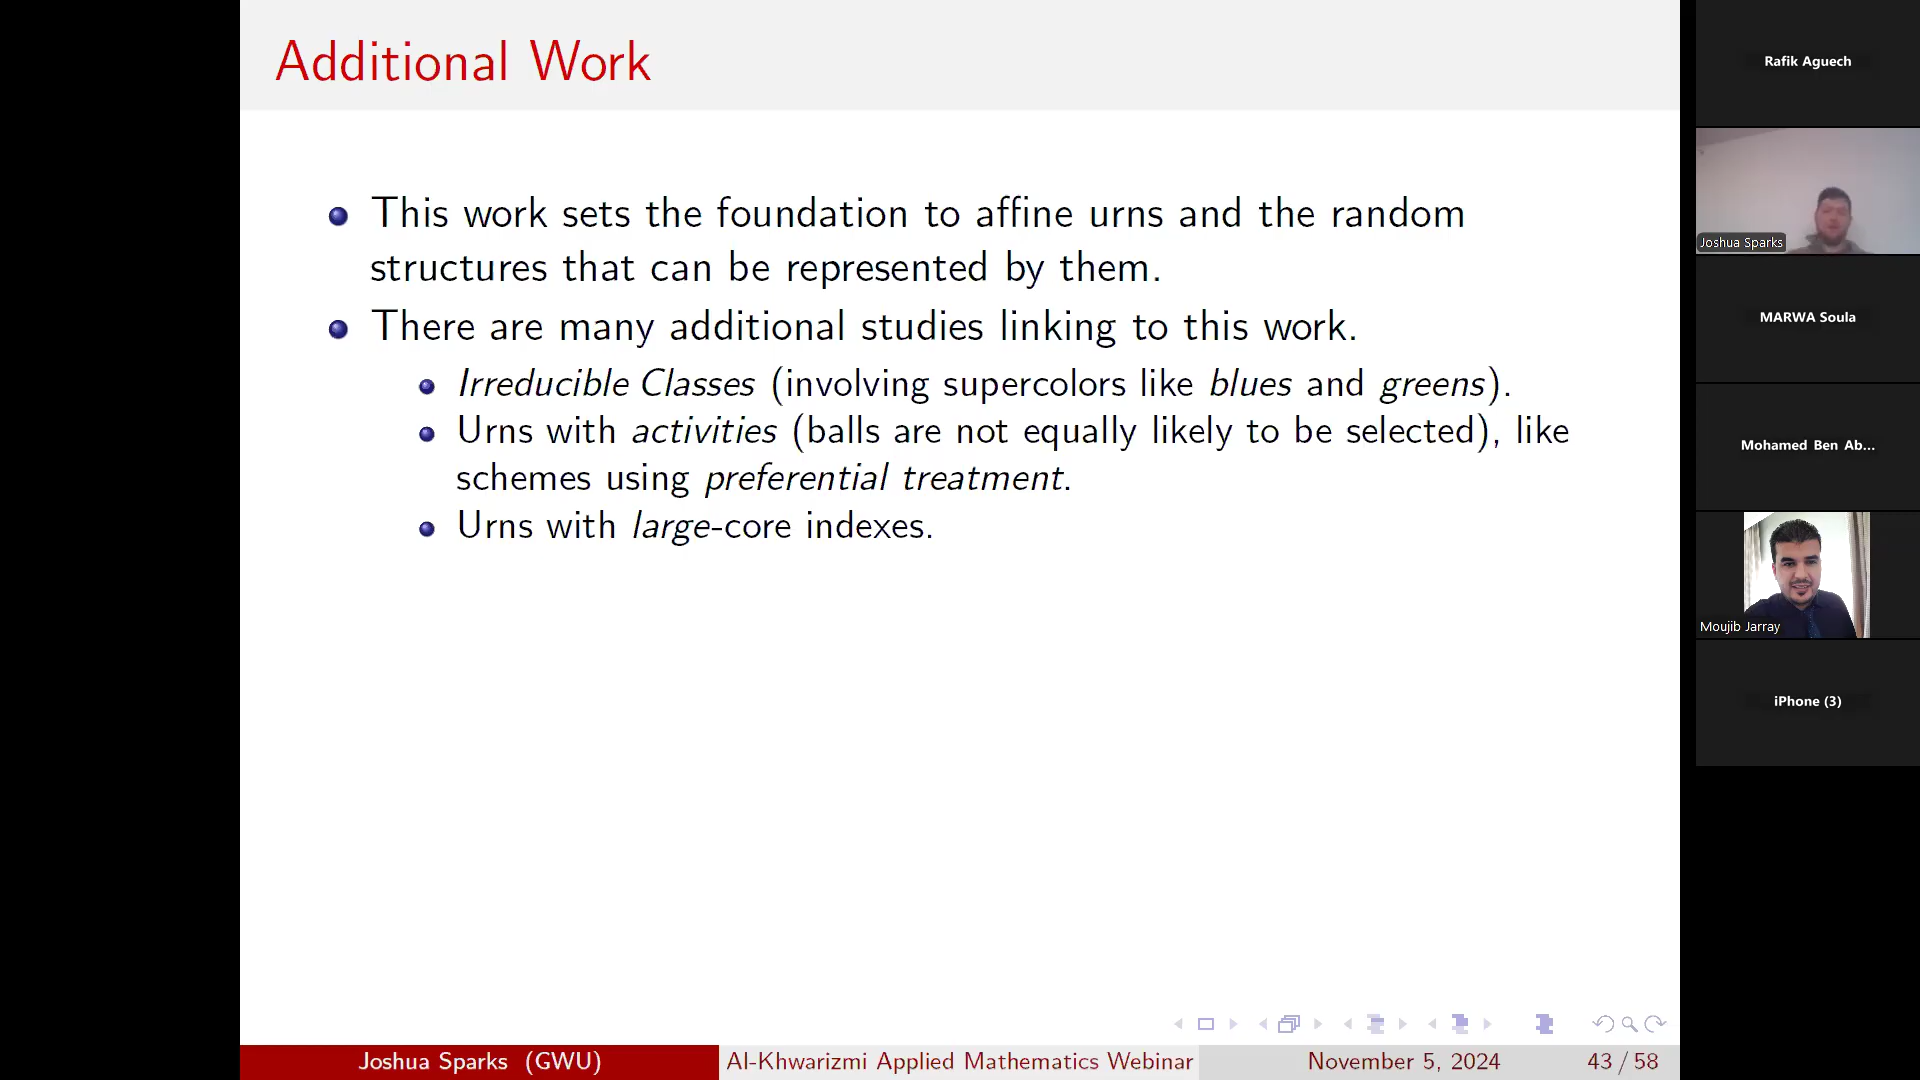 Additional Work
This work sets the foundation to affine urns and the random
structures that can be represented by them.
There are many additional studies linking to this work.
Irreducible Classes (involving supercolors like blues and greens).
Urns with activities (balls are not equally likely to be selected), like
schemes using preferential treatment.
Urns with large-core indexes.
Joshua Sparks (GWU)
Al-Khwarizmi Applied Mathematics Webinar
November 5, 2024
43 / 58
Rafik Aguech
Joshua Sparks
MARWA Soula
Mohamed Ben Ab...
Moujib Jarray
iPhone (3)